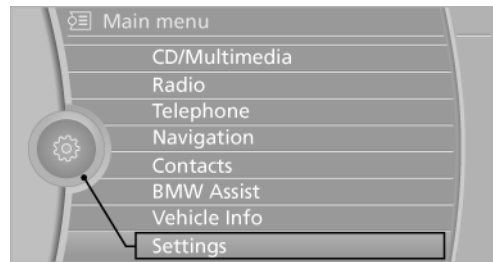 Main menu
CD/Multimedia
Radio
Telephone
Navigation
Contacts
BMW Assist
Vehicle Info
Settings